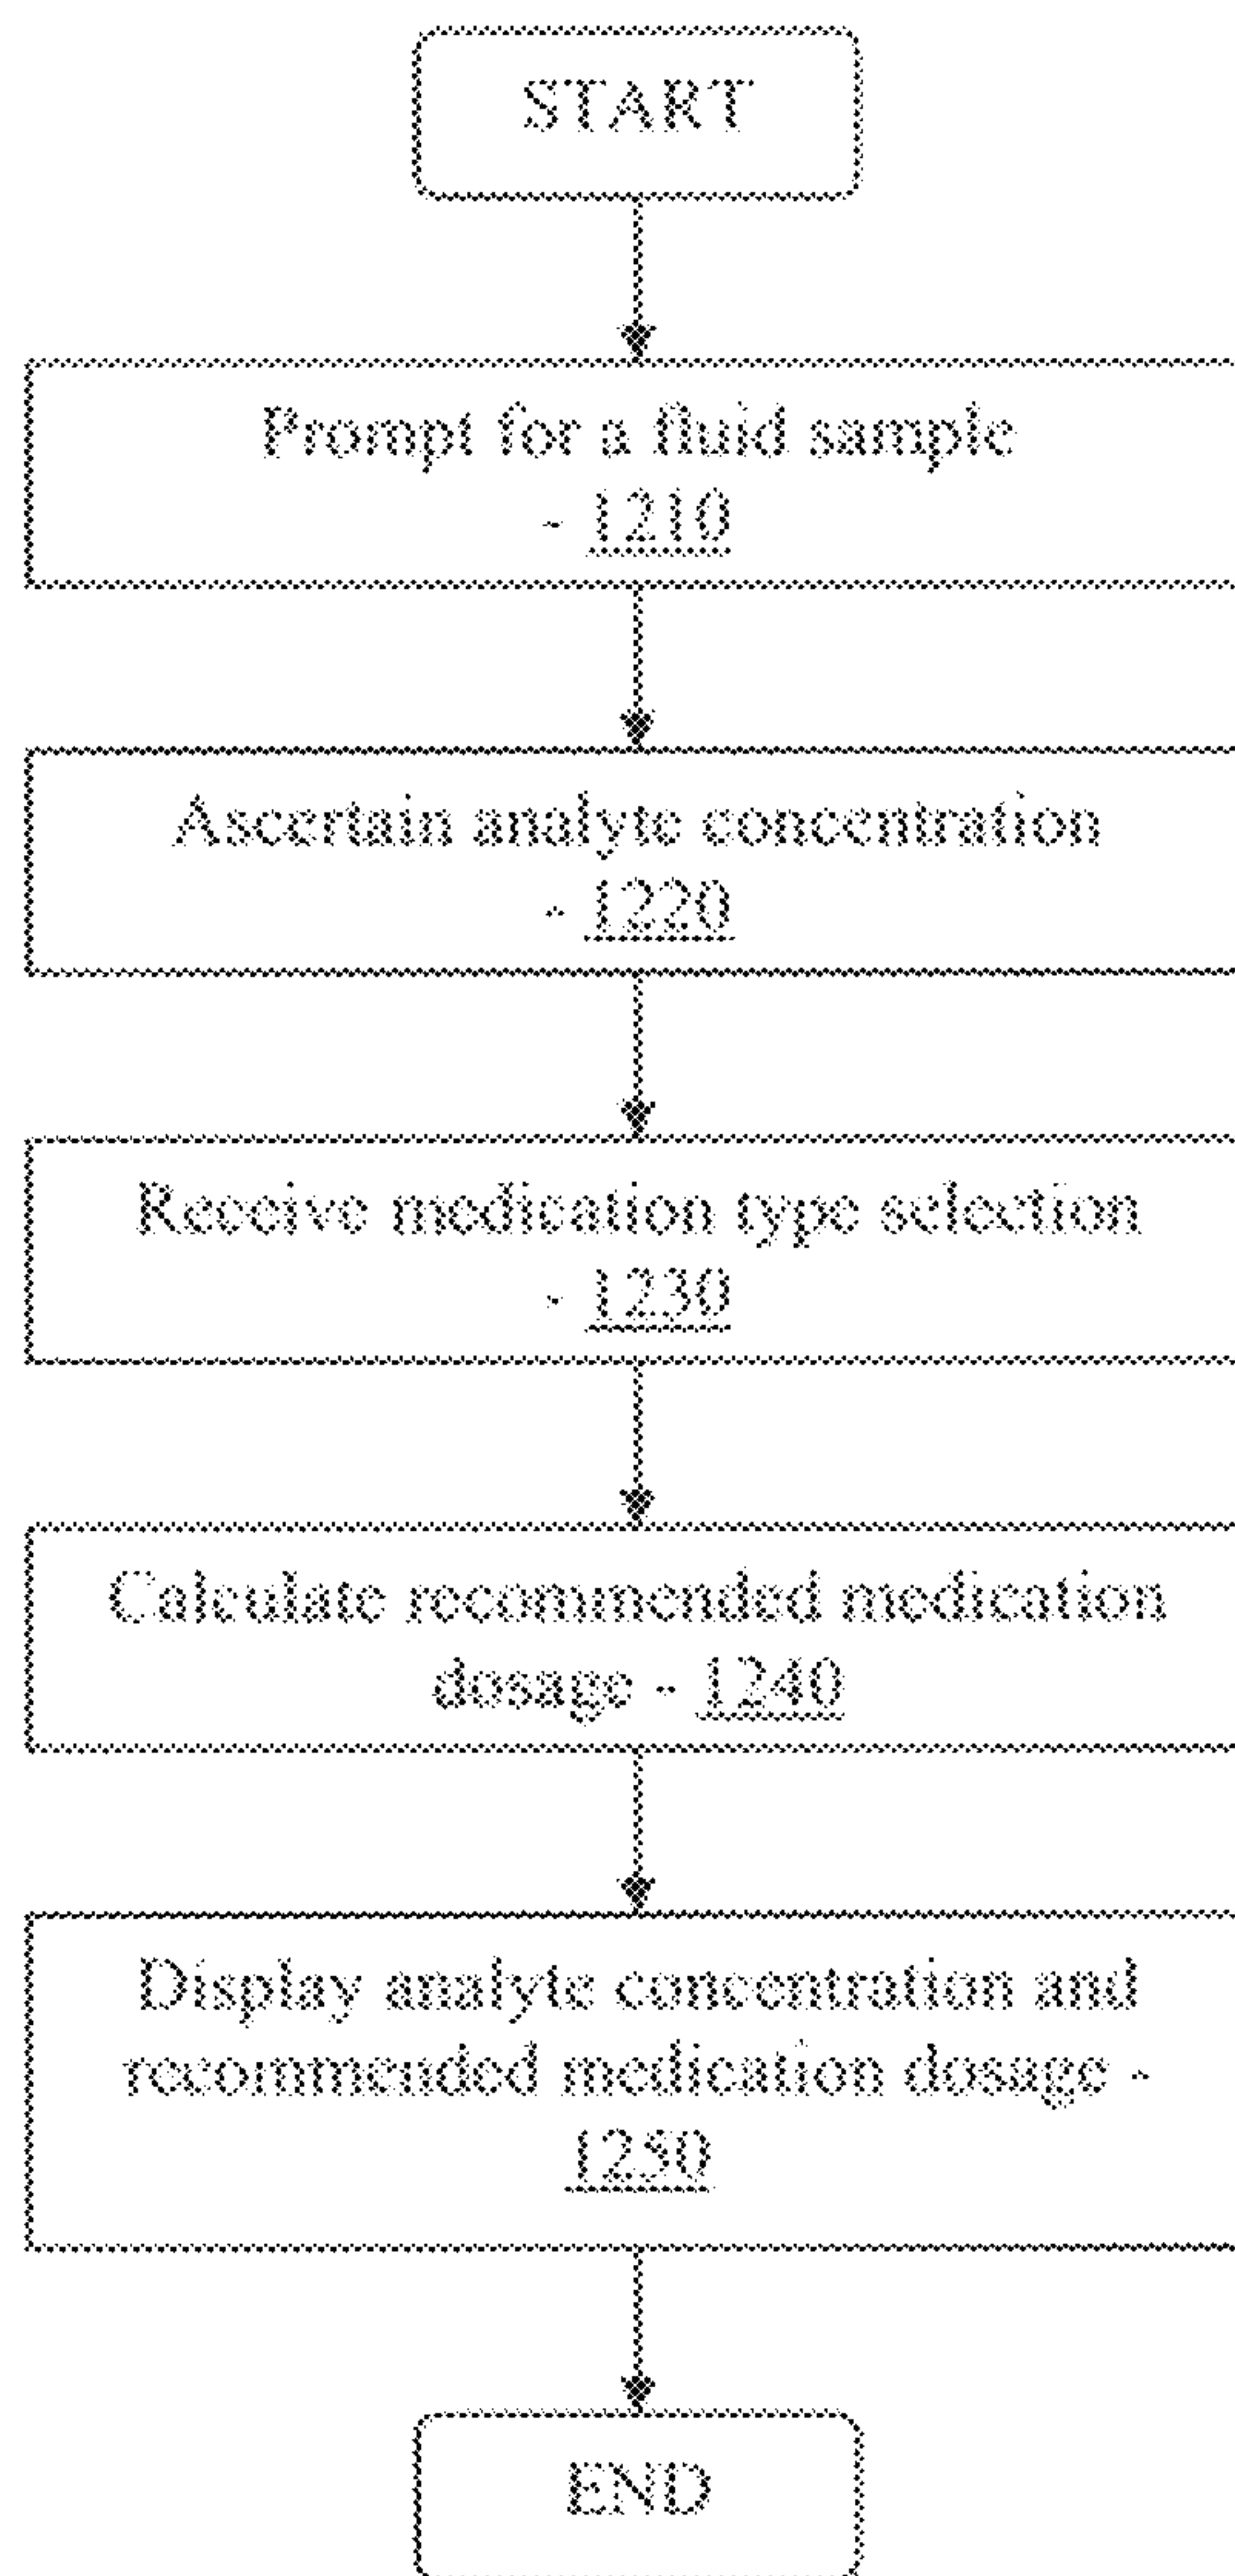 START
Prompt for a fluid sample
- 1210
Ascertain analyte concentration
- 1220
Receive medication type selection
- 1230
Calculate recommended medication
dosage - 1240
Display analyte concentration and
recommended medication dosage -
1250
END